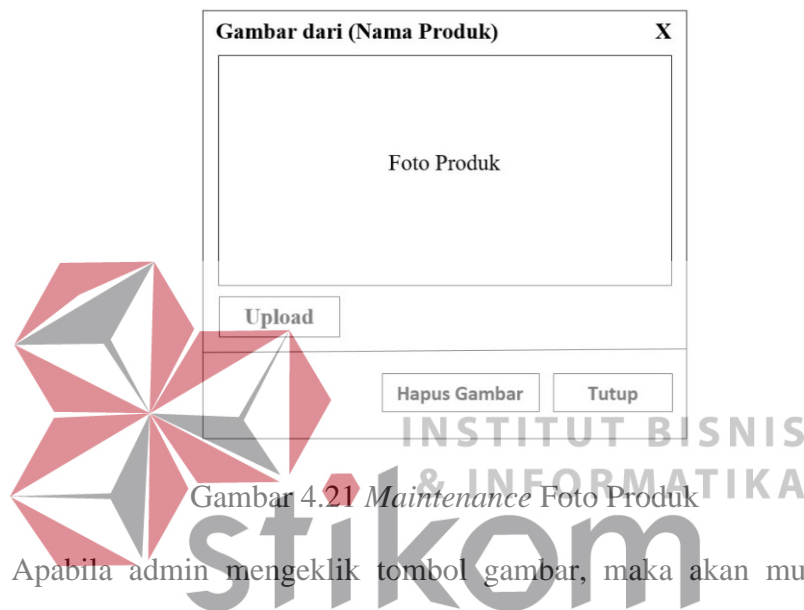 Gambar dari (Nama Produk) X
Foto Produk
Upload
Hapus Gambar Tutup
INSTITUT BISNIS
& INFORMATIKA
Gambar 4.21 Maintenance Foto Produk
stikom
Apabila admin mengeklik tombol gambar, maka akan mu